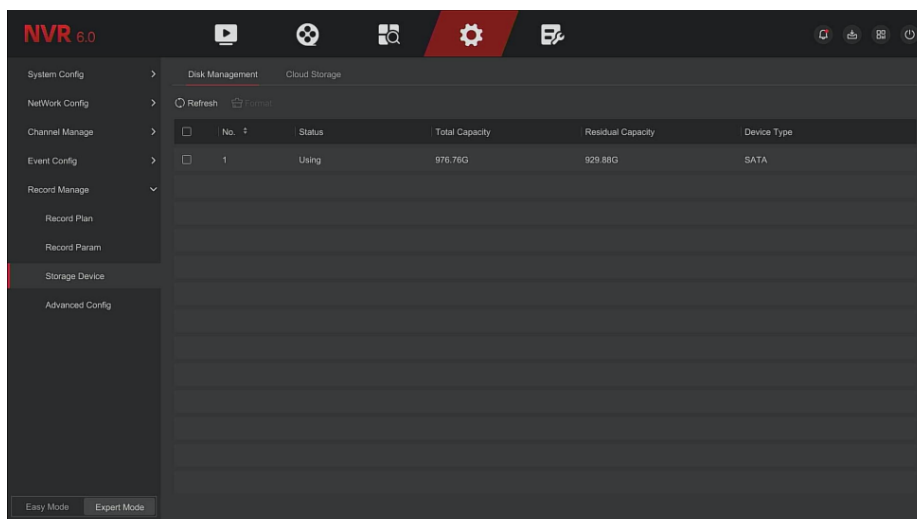 NVR 6.0
System Config
NetWork Config
Channel Manage
Event Config
Record Manage
Record Plan
Record Param
Storage Device
Advanced Config
Easy Mode Expert Mode
Disk Management Cloud Storage
Refresh Format
No. Status Total Capacity Residual Capacity Device Type
1 Using 976.76G 929.88G SATA